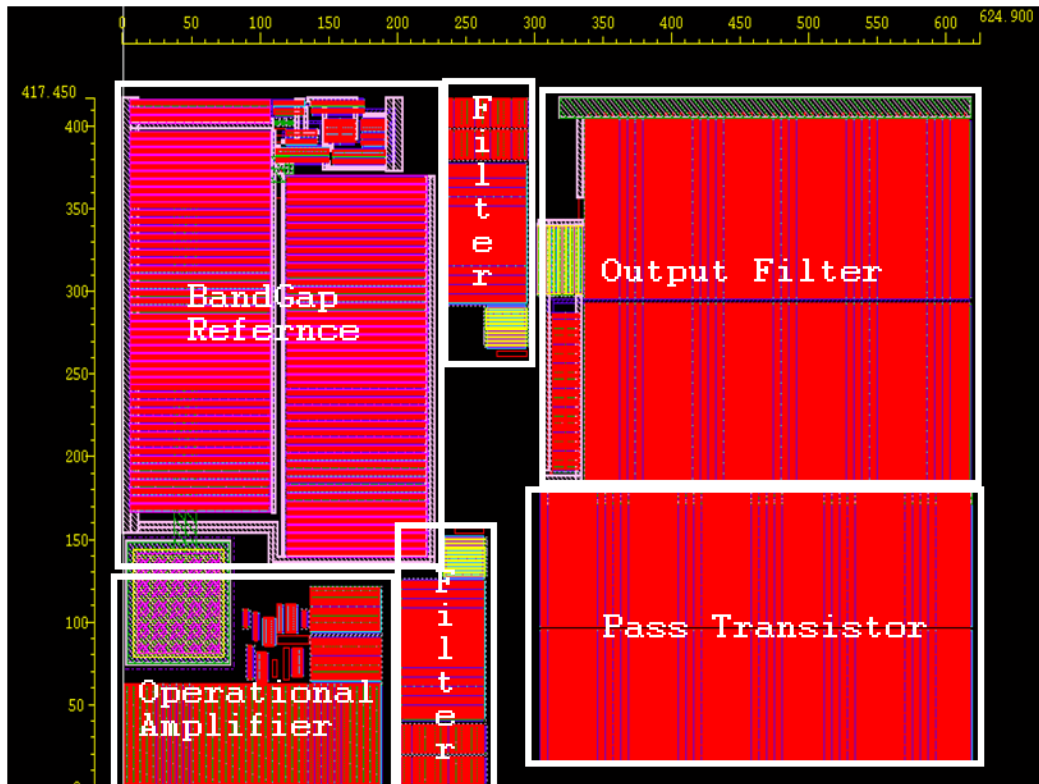 0 50 100 150 200 250 300 350 400 450 500 550 600 624.900
417.450
400
350
300
250
200
150
100
50
0
BandGap
Refernce
Filter
Output Filter
Operational
Amplifier
Filter
Pass Transistor